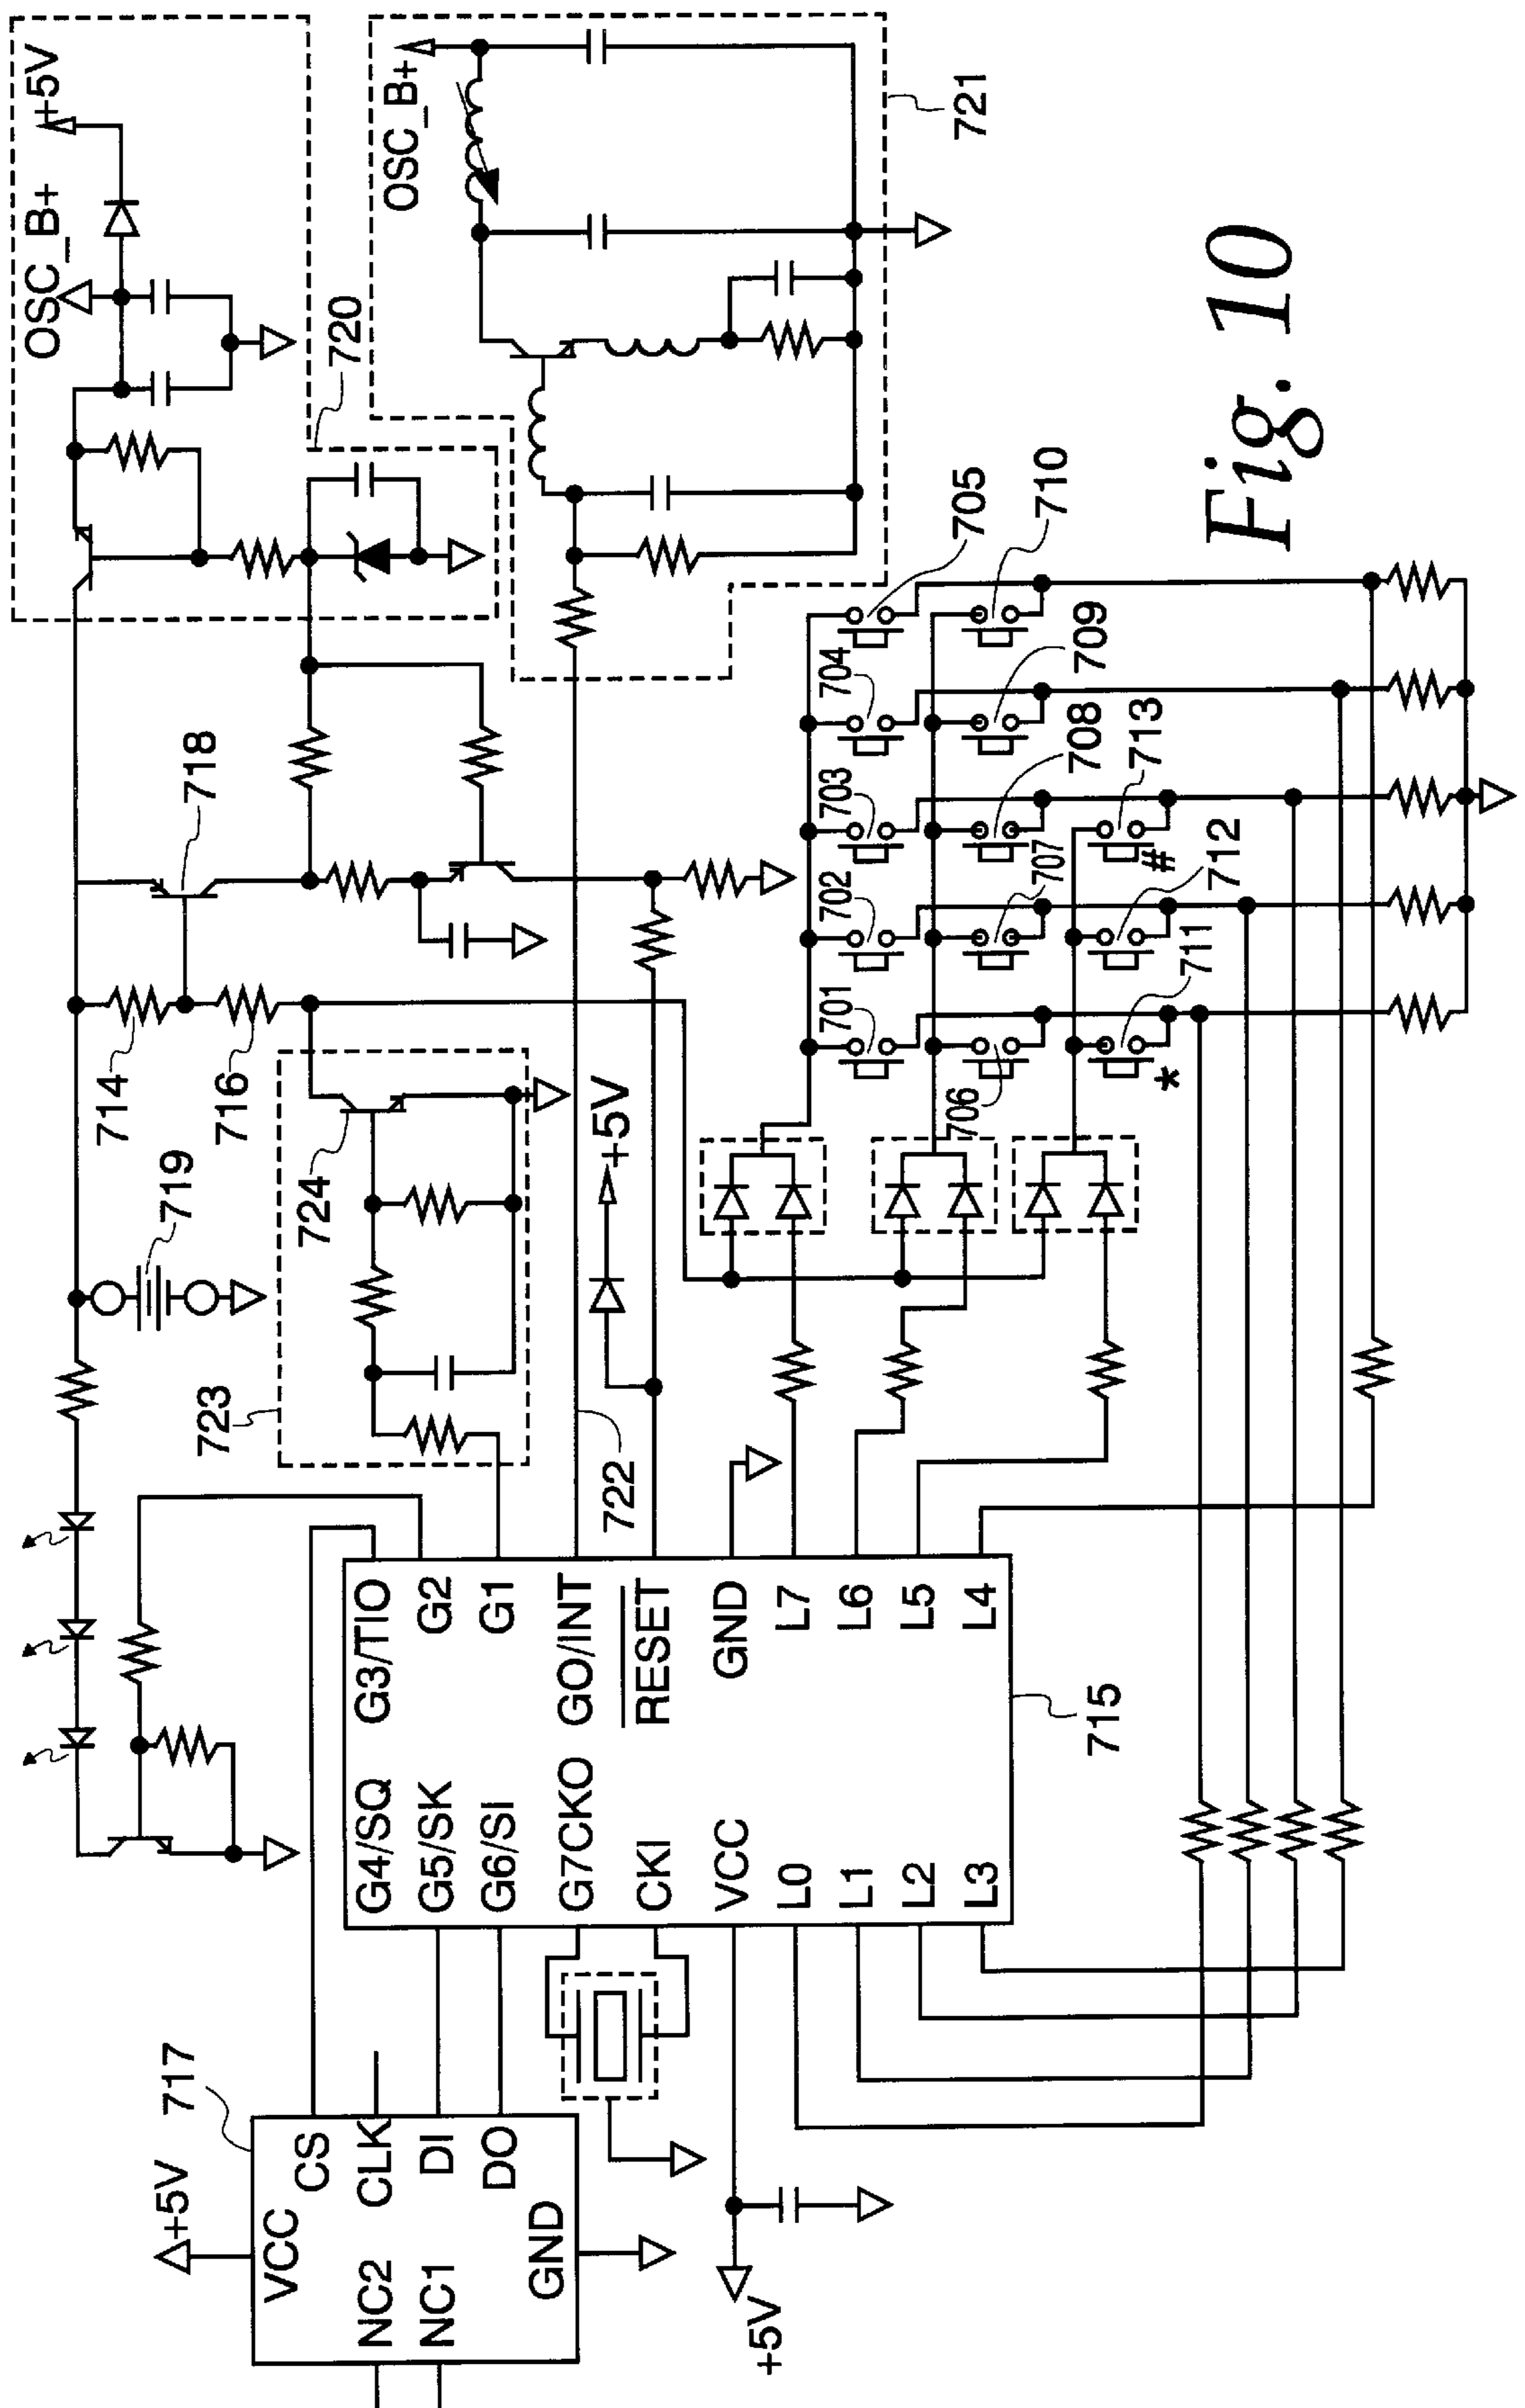 +5V
717
VCC
CS
NC2
CLK
NC1
DI
DO
GND
+5V
G4/SQ
G3/TIO
G5/SK
G2
G6/SI
G1
G7CKO
GO/INT
CKI
RESET
VCC
GND
L0
L7
L1
L6
L2
L5
L3
L4
715
723
719
714
716
724
722
+5V
718
720
OSC_B+
+5V
OSC_B+
721
701
702
703
704
705
706
707
708
709
710
711
712
713
*
#
Fig. 10